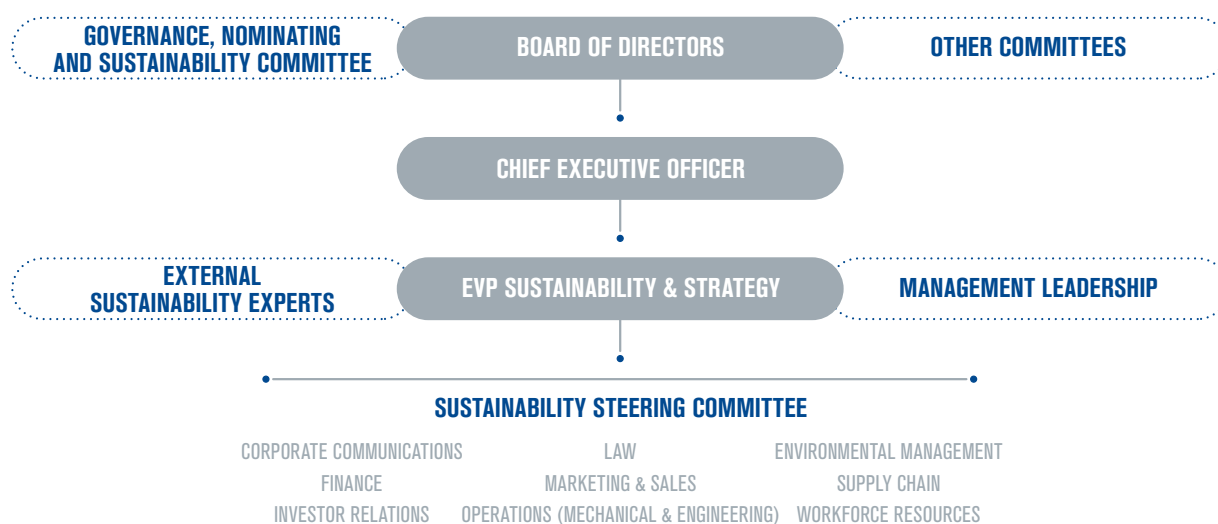 GOVERNANCE, NOMINATING
AND SUSTAINABILITY COMMITTEE
BOARD OF DIRECTORS
OTHER COMMITTEES
CHIEF EXECUTIVE OFFICER
EXTERNAL
SUSTAINABILITY EXPERTS
EVP SUSTAINABILITY & STRATEGY
MANAGEMENT LEADERSHIP
SUSTAINABILITY STEERING COMMITTEE
CORPORATE COMMUNICATIONS
LAW
ENVIRONMENTAL MANAGEMENT
FINANCE
MARKETING & SALES
SUPPLY CHAIN
INVESTOR RELATIONS
OPERATIONS (MECHANICAL & ENGINEERING)
WORKFORCE RESOURCES